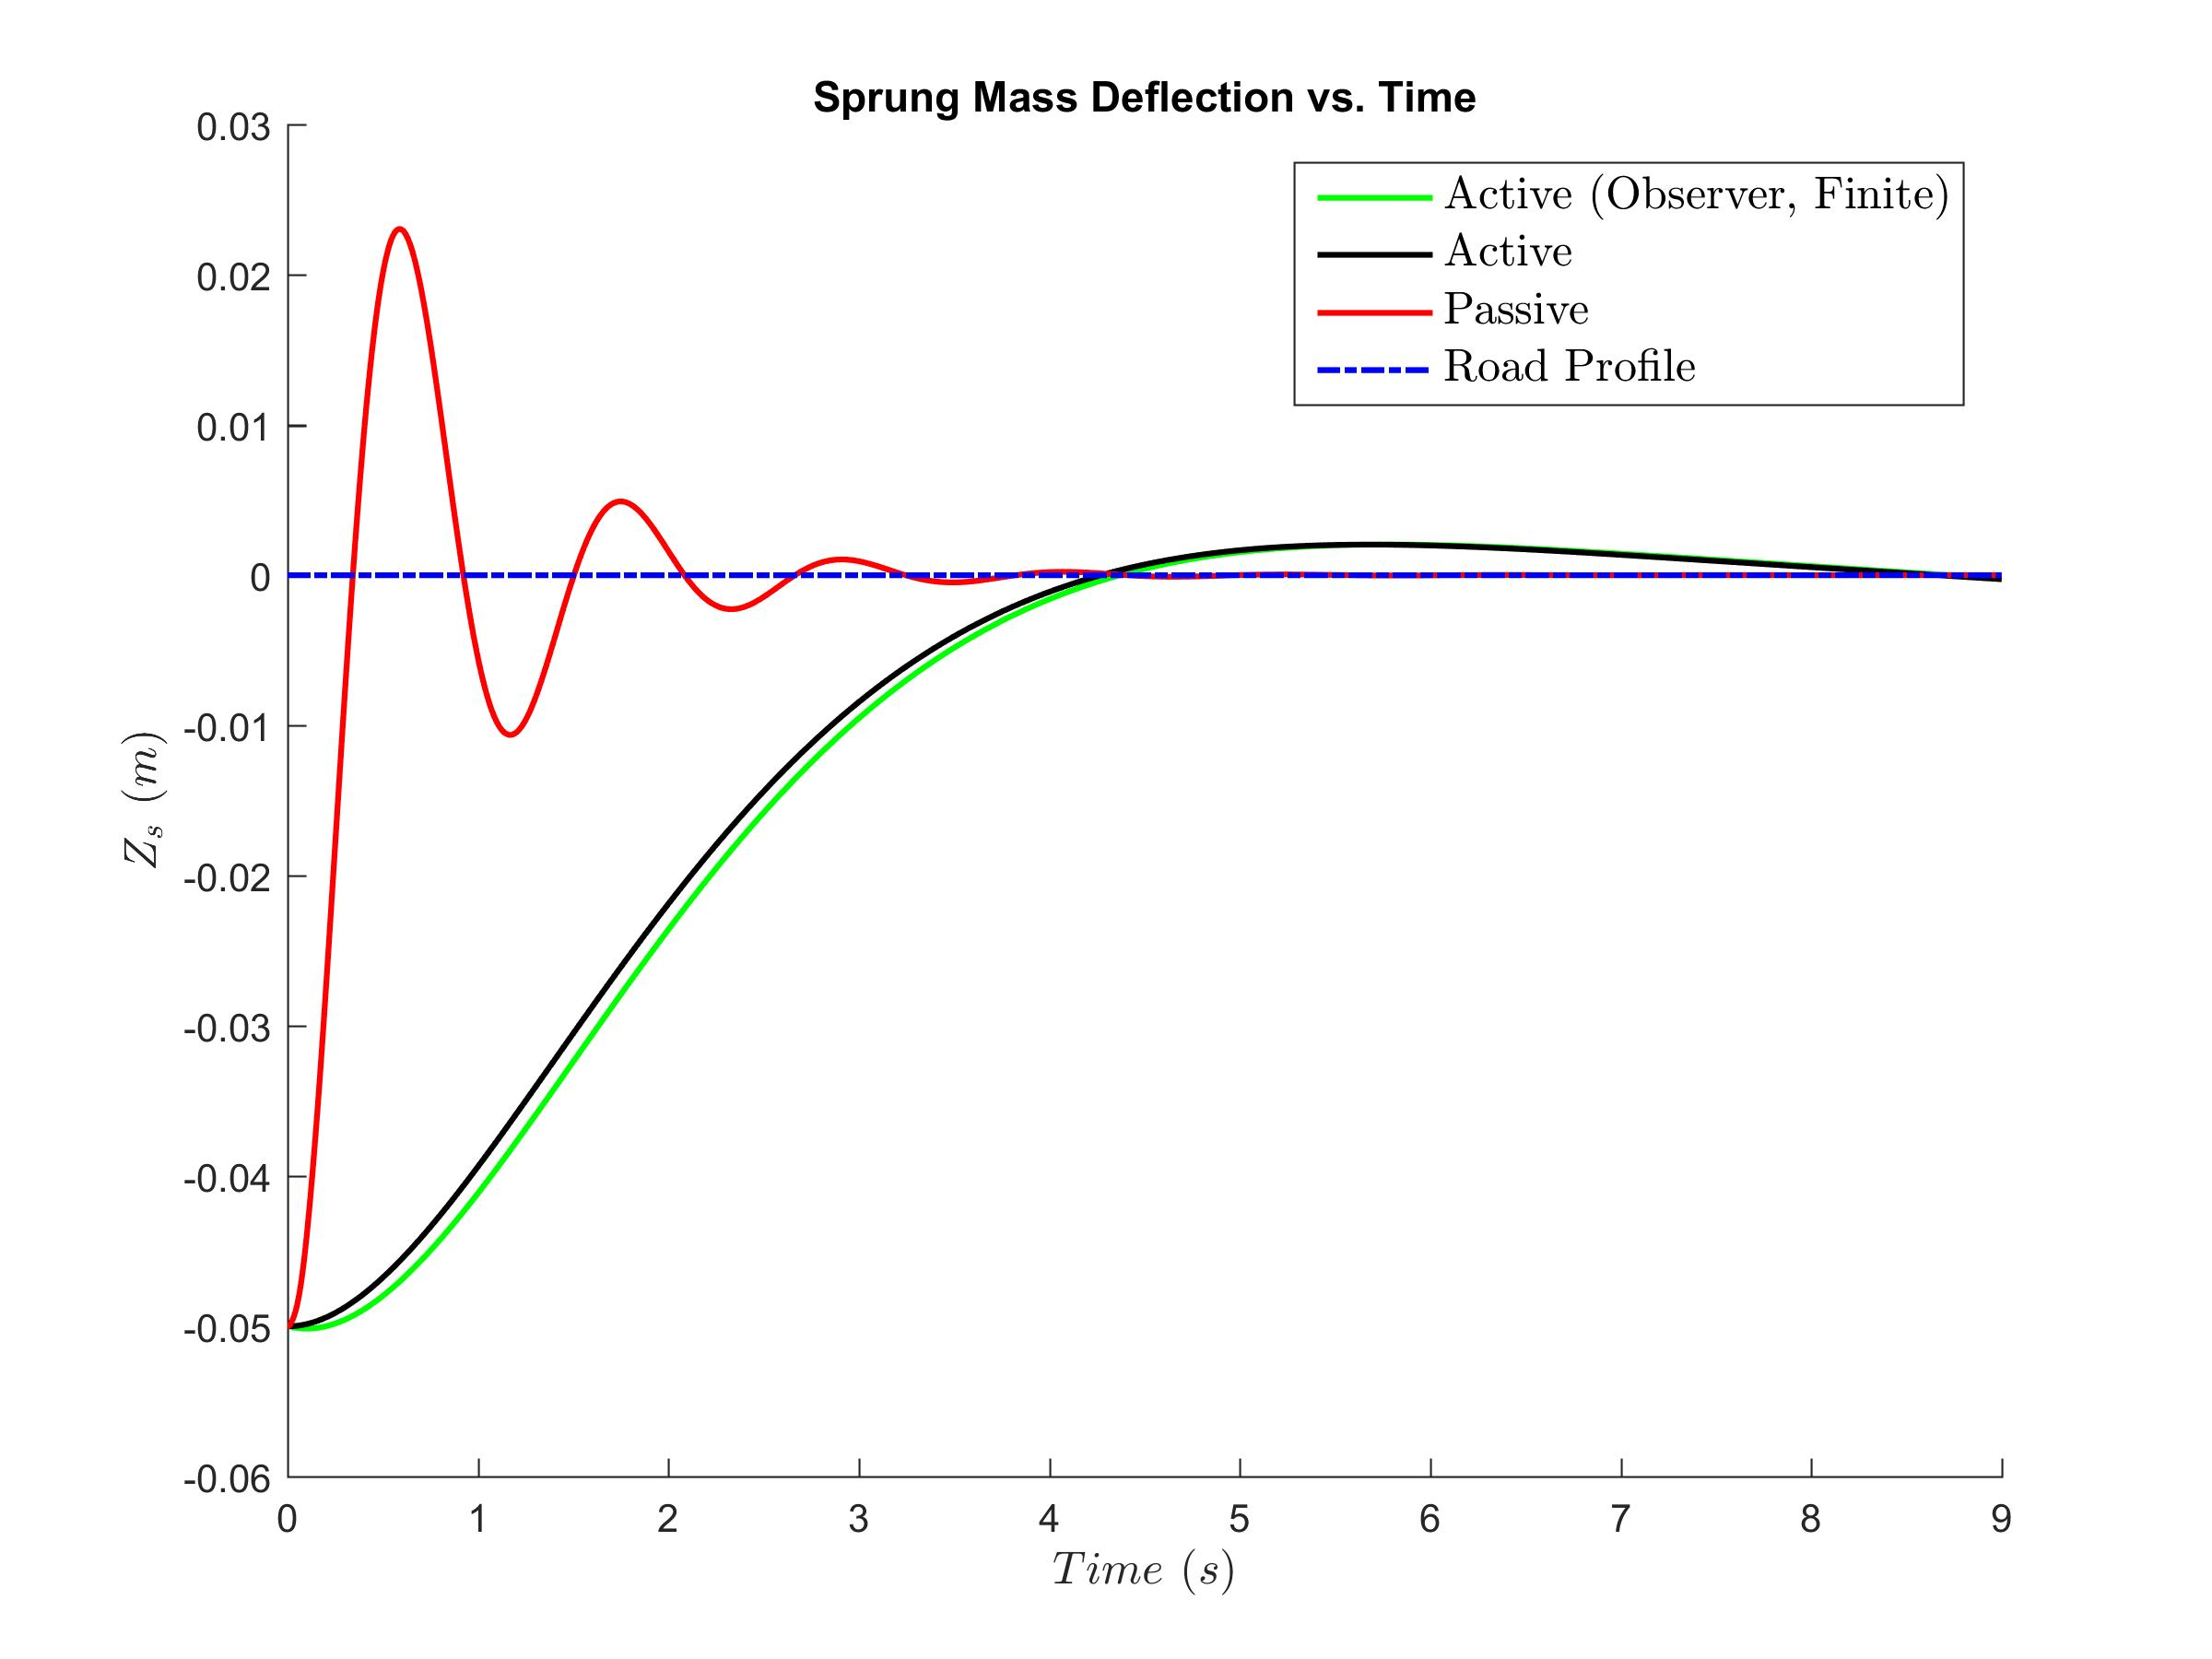 Sprung Mass Deflection vs. Time
0.03
0.02
0.01
0
-0.01
-0.02
-0.03
-0.04
-0.05
-0.06
Z_s (m)
Active (Observer, Finite)
Active
Passive
Road Profile
0 1 2 3 4 5 6 7 8 9
Time (s)